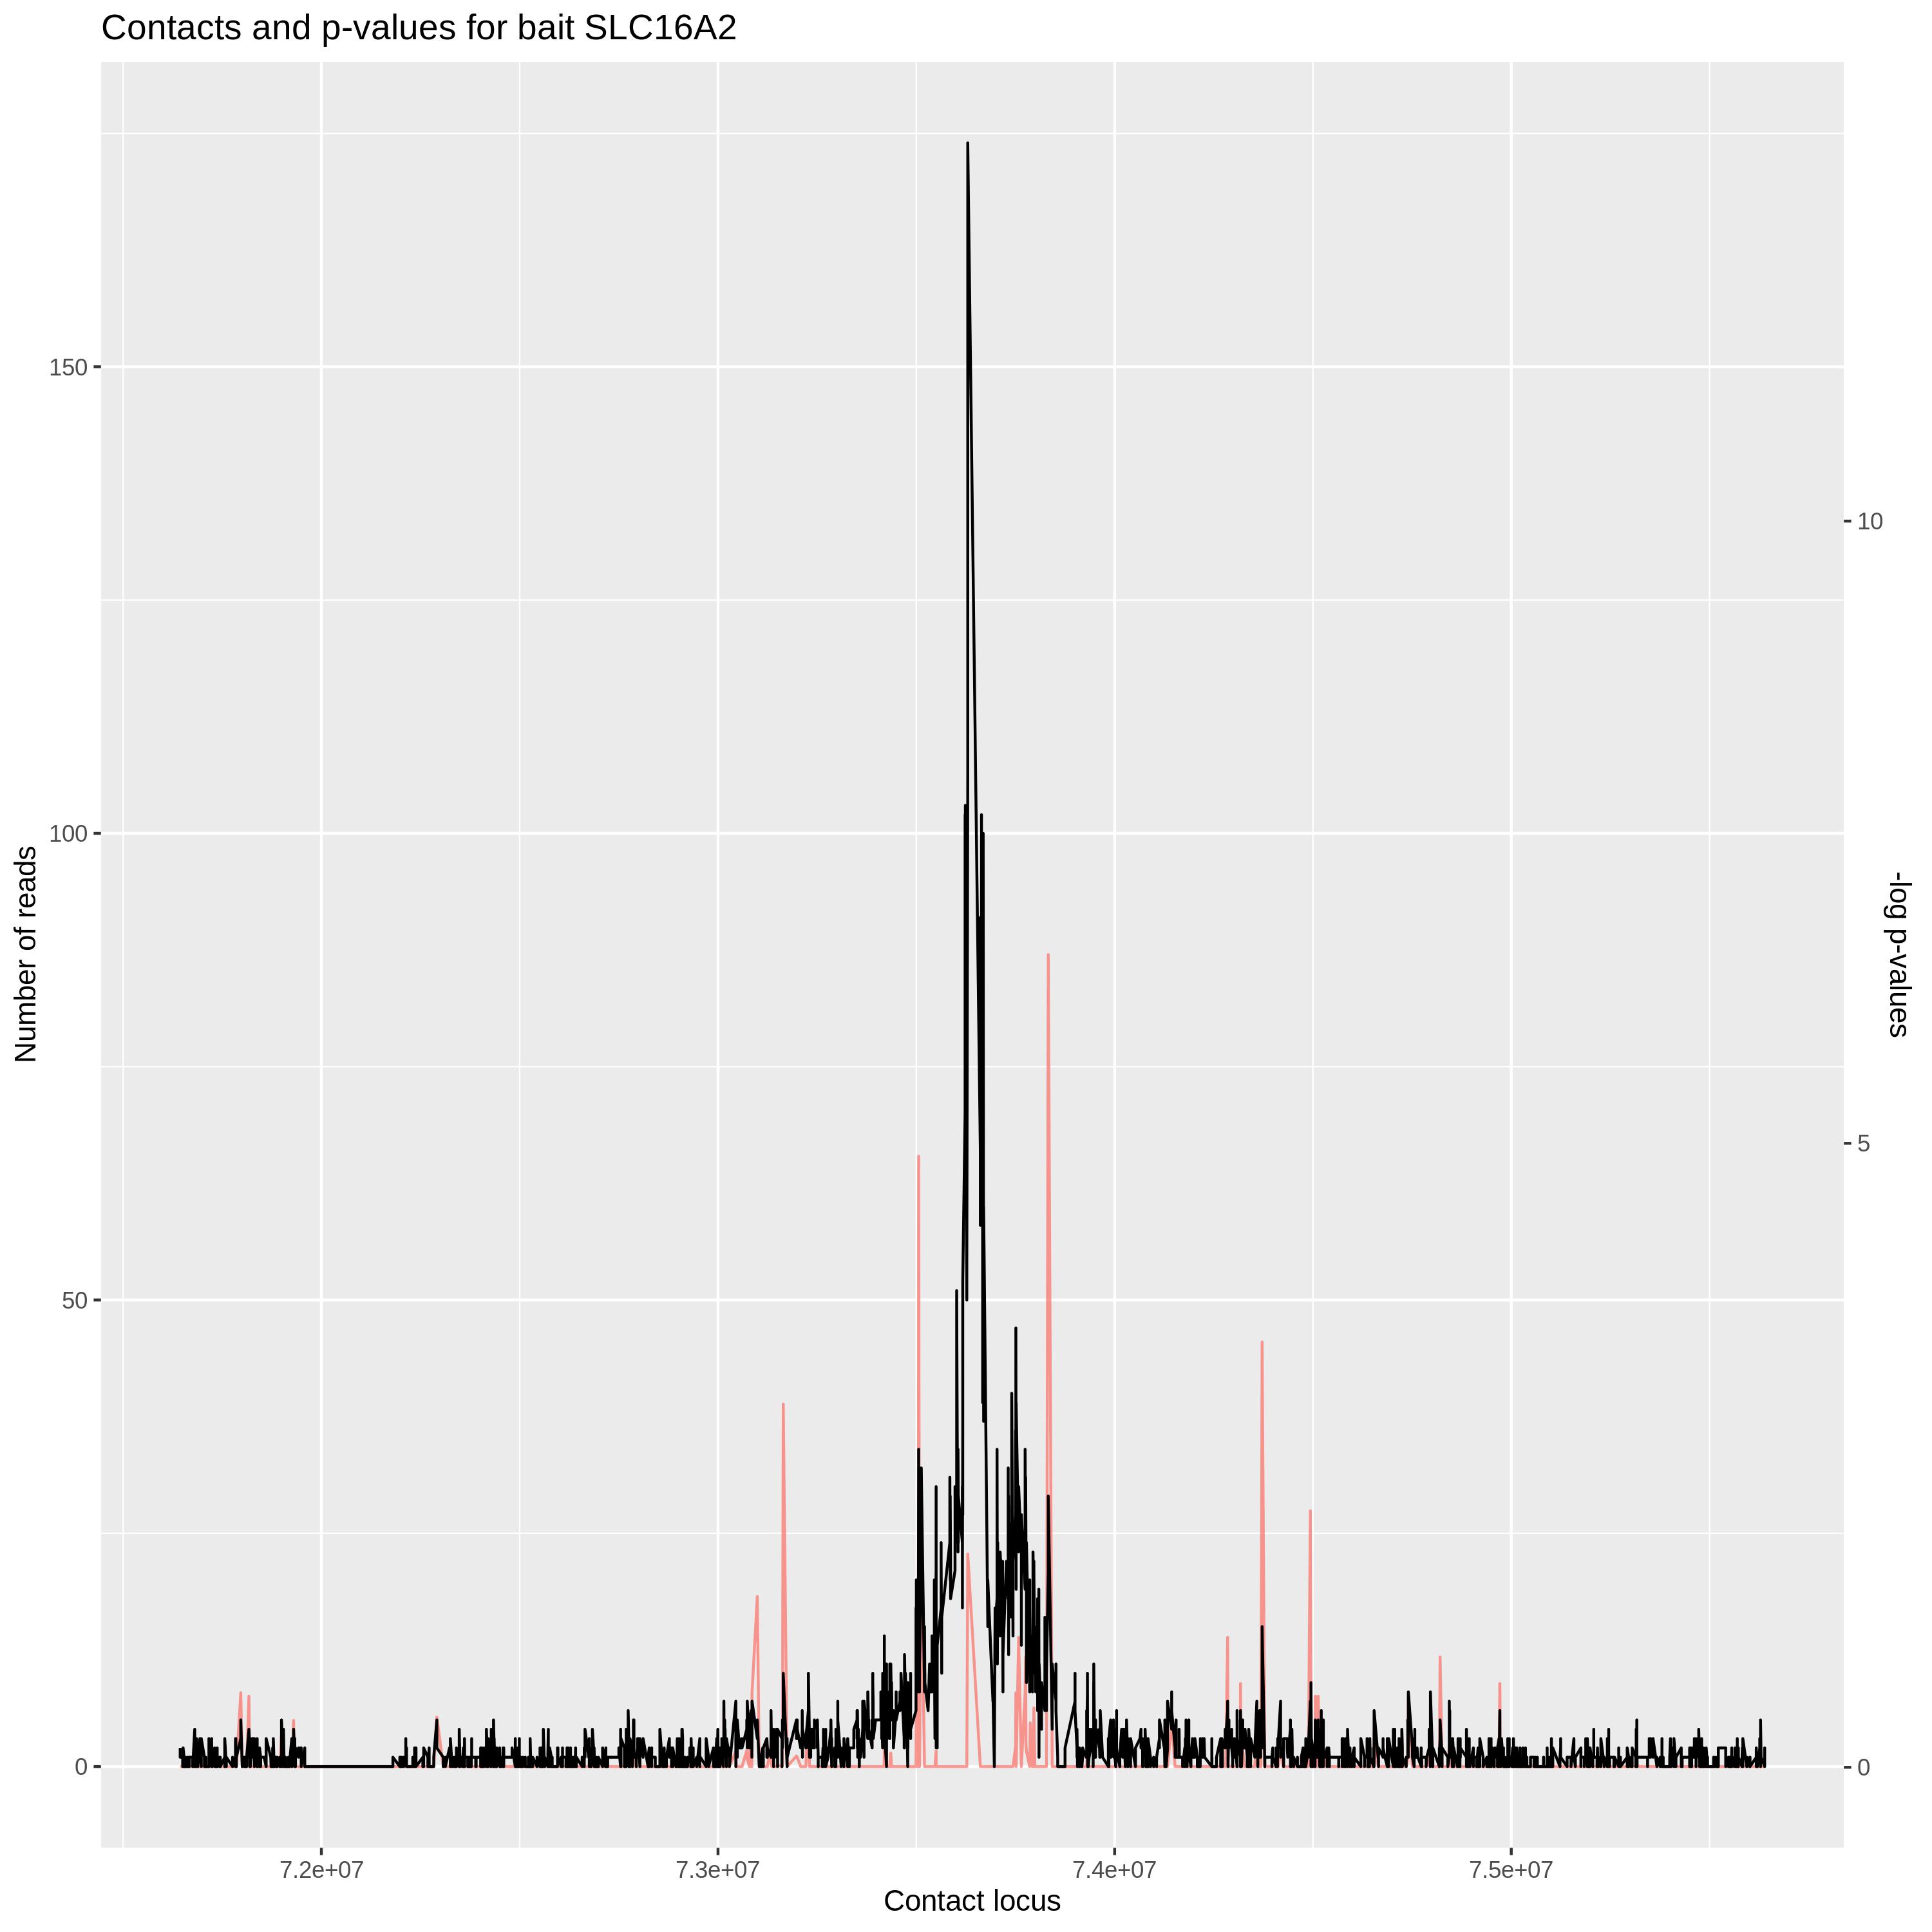 Contacts and p-values for bait SLC16A2
Number of reads
150
100
50
0
10
5
0
-log p-values
7.2e+07
7.3e+07
7.4e+07
7.5e+07
Contact locus